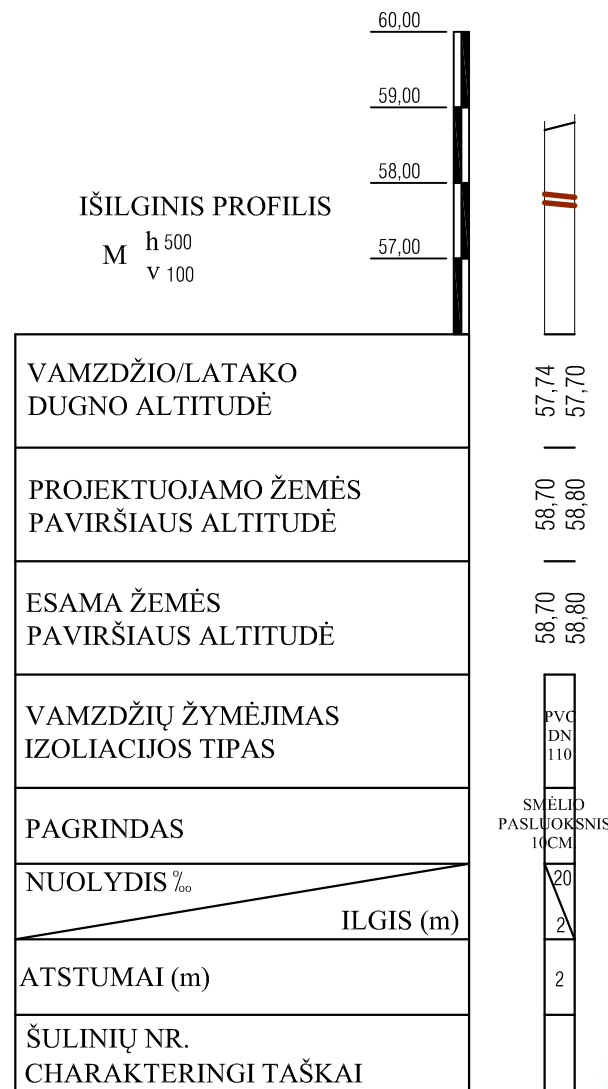 60,00
59,00
58,00
57,00
IŠILGINIS PROFILIS
M h 500
v 100
VAMZDŽIO/LATAKO
DUGNO ALTITUDĖ
57,74
57,70
PROJEKTUOJAMO ŽEMĖS
PAVIRŠIAUS ALTITUDĖ
58,70
58,80
ESAMA ŽEMĖS
PAVIRŠIAUS ALTITUDĖ
58,70
58,80
VAMZDŽIŲ ŽYMĖJIMAS
IZOLIACIJOS TIPAS
PVC
DN
110
PAGRINDAS
SMĖLIO
PASLUOKSNIS
10CM
NUOLYDIS ‰
20
ILGIS (m)
2
ATSTUMAI (m)
2
ŠULINIŲ NR.
CHARAKTERINGI TAŠKAI